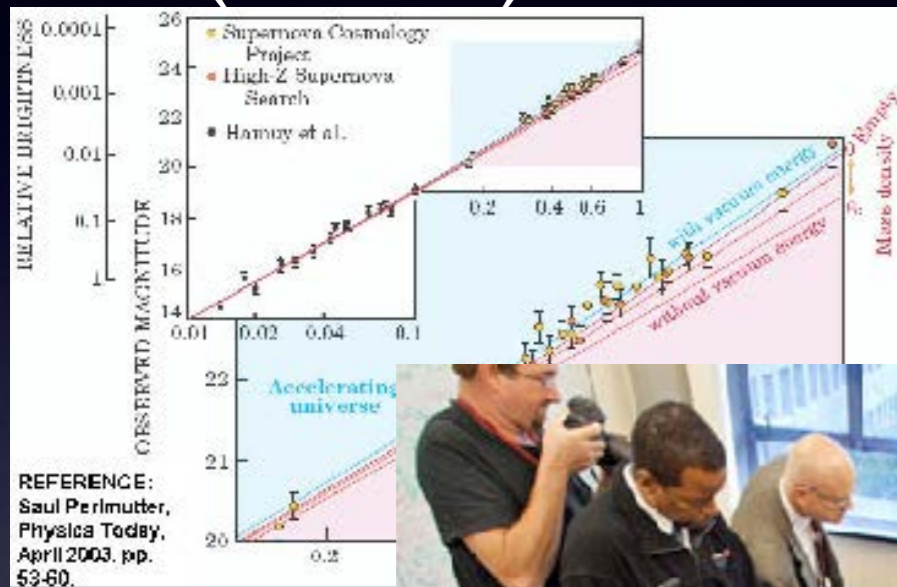 RELATIVE BRIGHTNESS
0.0001
0.001
0.01
0.1
1
OBSERVED MAGNITUDE
26
24
22
20
18
16
14
Supernova Cosmology
Project
High-Z Supernova
Search
Hamuy et al.
0.01
0.02
0.04
0.1
0.2
0.4
0.6
1
Empty
Mass density
0
with vacuum energy
without vacuum energy
22
21
20
0.2
Accelerating
universe
REFERENCE:
Saul Perlmutter,
Physics Today,
April 2003. pp.
53-60.